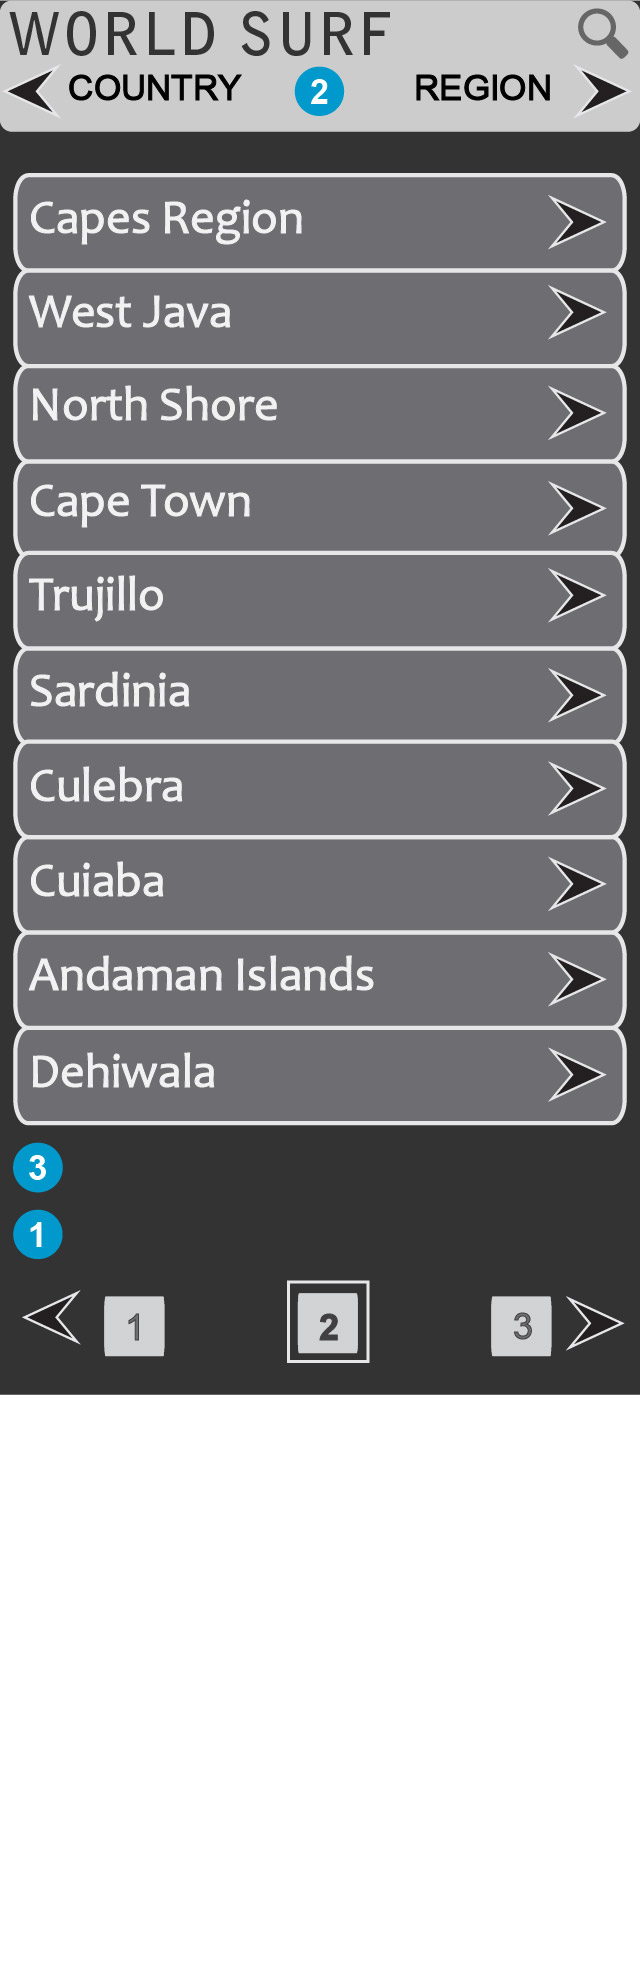 WORLD SURF
COUNTRY 2 REGION
Capes Region
West Java
North Shore
Cape Town
Trujillo
Sardinia
Culebra
Cuiaba
Andaman Islands
Dehiwala
3
1
1 2 3